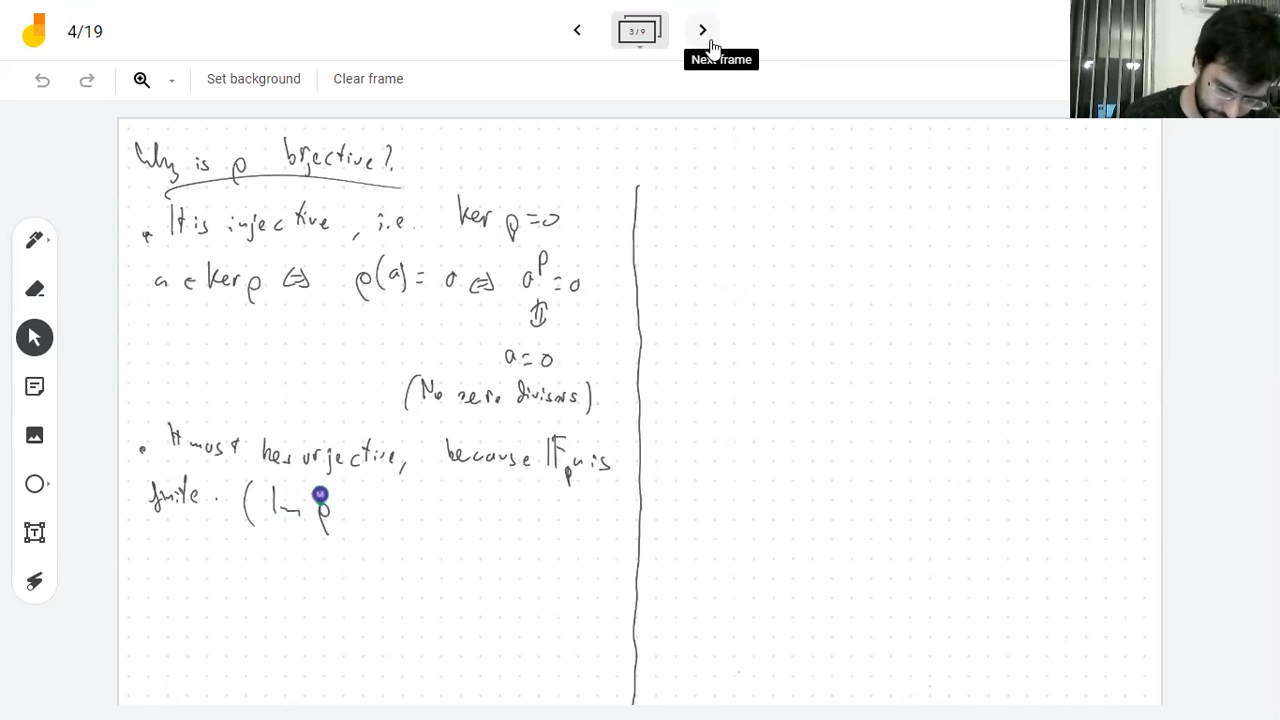 4/19
3/9
Next frame
Set background
Clear frame
Why is ρ bijective?
• It is injective, i.e. ker ρ = 0
a ∈ ker ρ ⇔ ρ(a) = 0 ⇔ a^p = 0
⇕
a = 0
(No zero divisors).
• It must be surjective, because 𝔽_p^n is
finite. (Im ρ
M